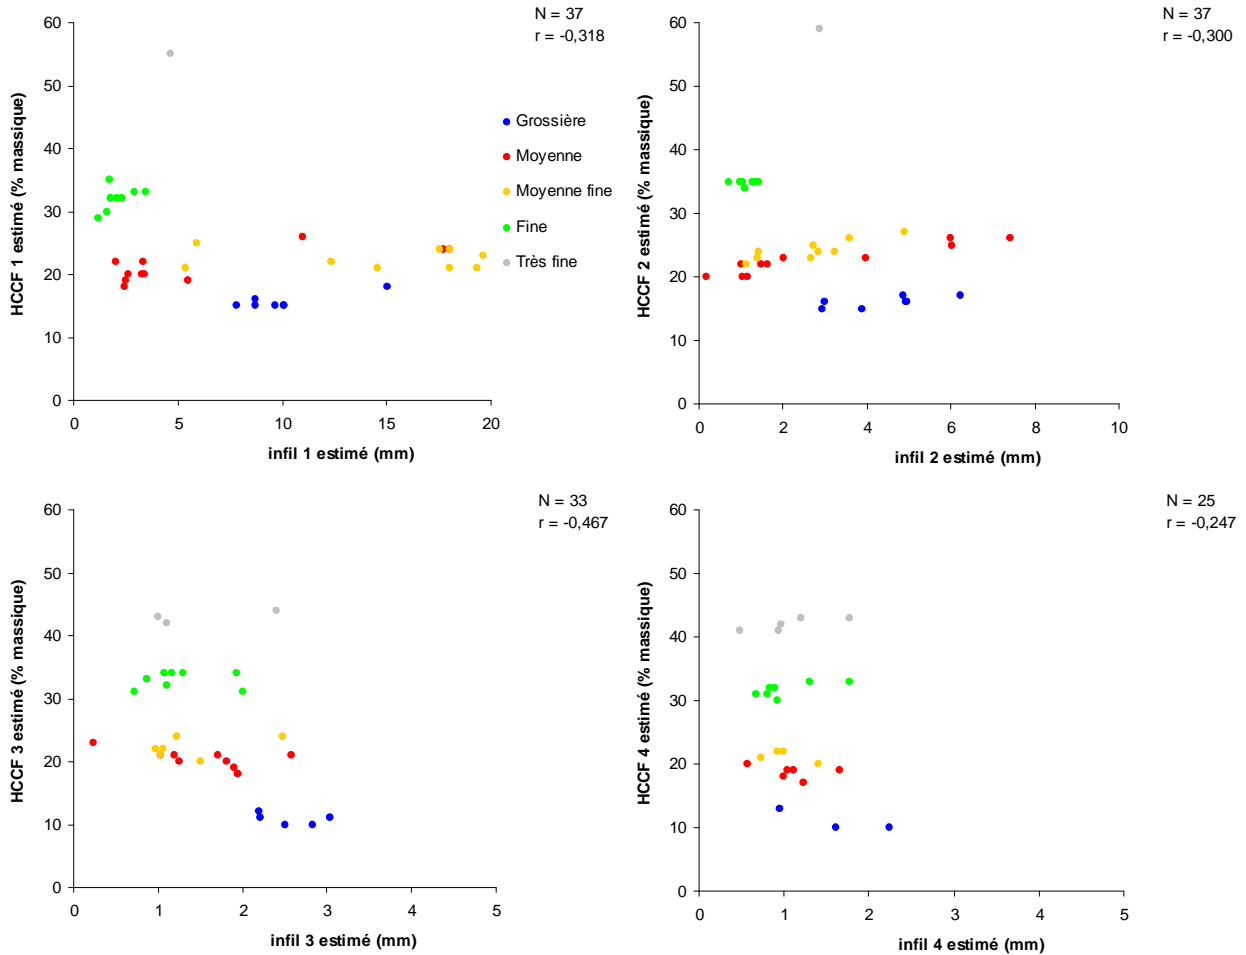 N = 37
r = -0,318
HCCF 1 estimé (% massique)
60
50
40
30
20
10
0
0 5 10 15 20
infil 1 estimé (mm)
Grossière
Moyenne
Moyenne fine
Fine
Très fine
N = 37
r = -0,300
HCCF 2 estimé (% massique)
60
50
40
30
20
10
0
0 2 4 6 8 10
infil 2 estimé (mm)
N = 33
r = -0,467
HCCF 3 estimé (% massique)
60
50
40
30
20
10
0
0 1 2 3 4 5
infil 3 estimé (mm)
N = 25
r = -0,247
HCCF 4 estimé (% massique)
60
50
40
30
20
10
0
0 1 2 3 4 5
infil 4 estimé (mm)